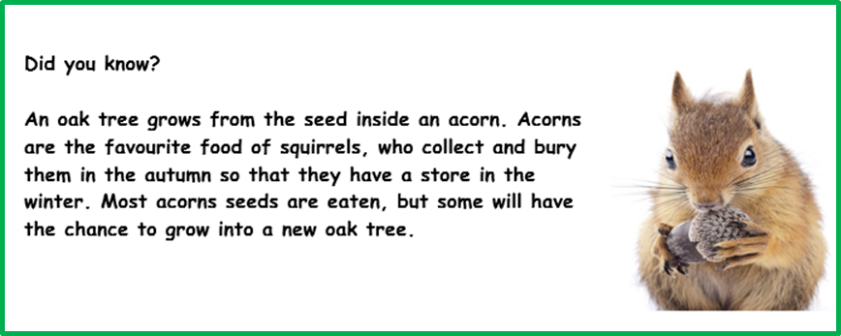 Did you know?
An oak tree grows from the seed inside an acorn. Acorns
are the favourite food of squirrels, who collect and bury
them in the autumn so that they have a store in the
winter. Most acorns seeds are eaten, but some will have
the chance to grow into a new oak tree.